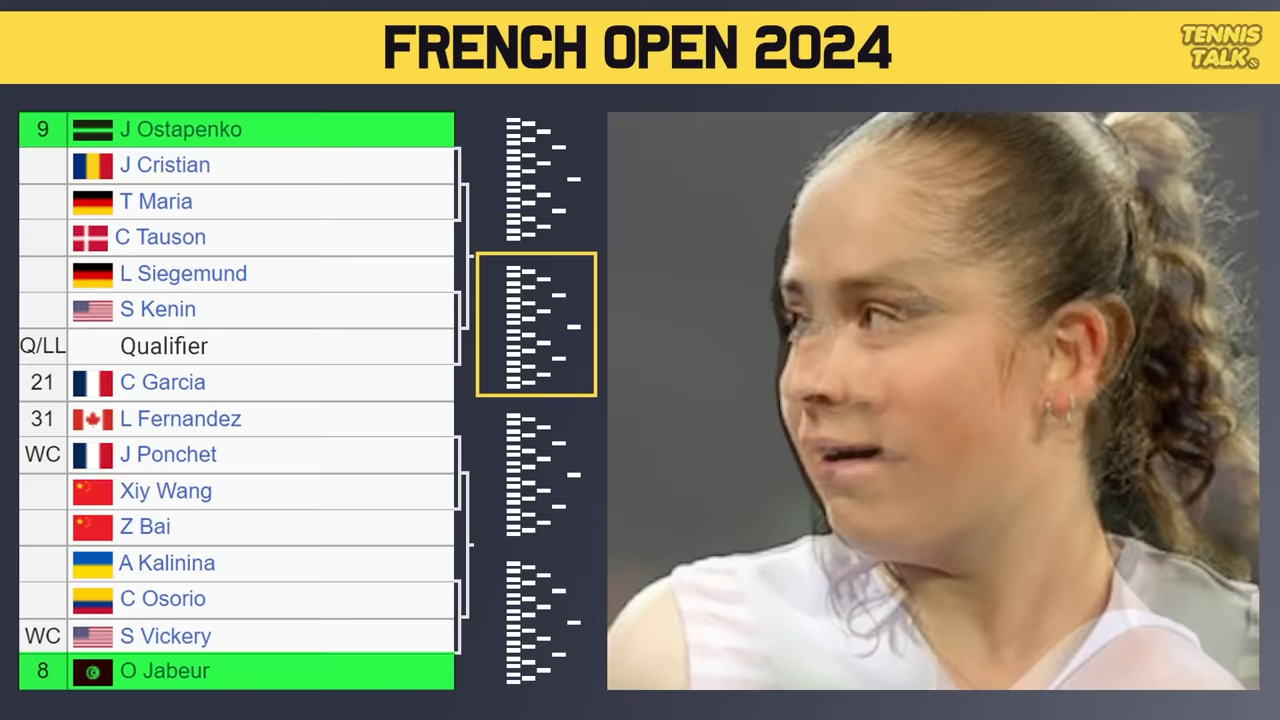 FRENCH OPEN 2024
TENNIS
TALK
9 J Ostapenko
J Cristian
T Maria
C Tauson
L Siegemund
S Kenin
Q/LL Qualifier
21 C Garcia
31 L Fernandez
WC J Ponchet
Xiy Wang
Z Bai
A Kalinina
C Osorio
WC S Vickery
8 O Jabeur